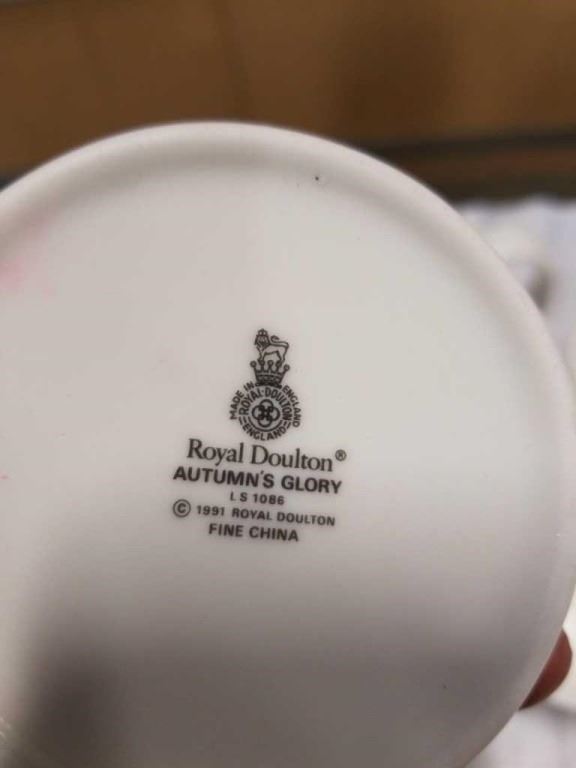 MADE IN ENGLAND
ROYAL·DOULTON
ENGLAND
Royal Doulton®
AUTUMN'S GLORY
L S 1086
© 1991 ROYAL DOULTON
FINE CHINA